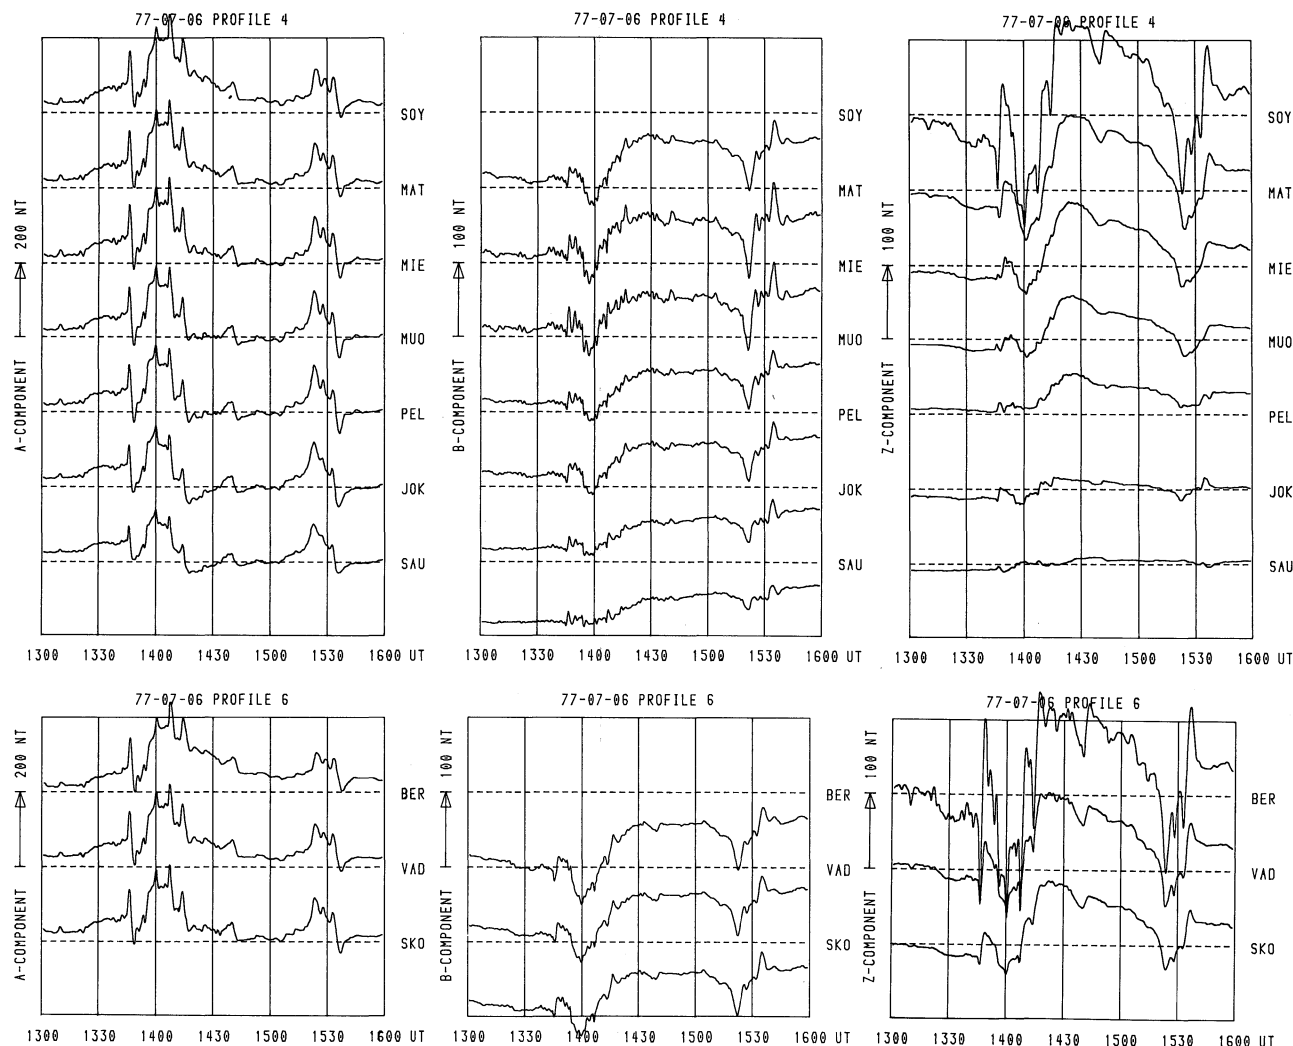 77-07-06 PROFILE 4
A-COMPONENT 200 NT
SOY
MAT
MIE
MUO
PEL
JOK
SAU
1300 1330 1400 1430 1500 1530 1600 UT
77-07-06 PROFILE 4
B-COMPONENT 100 NT
SOY
MAT
MIE
MUO
PEL
JOK
SAU
1300 1330 1400 1430 1500 1530 1600 UT
77-07-06 PROFILE 4
Z-COMPONENT 100 NT
SOY
MAT
MIE
MUO
PEL
JOK
SAU
1300 1330 1400 1430 1500 1530 1600 UT
77-07-06 PROFILE 6
A-COMPONENT 200 NT
BER
VAD
SKO
1300 1330 1400 1430 1500 1530 1600 UT
77-07-06 PROFILE 6
B-COMPONENT 100 NT
BER
VAD
SKO
1300 1330 1400 1430 1500 1530 1600 UT
77-07-06 PROFILE 6
Z-COMPONENT 100 NT
BER
VAD
SKO
1300 1330 1400 1430 1500 1530 1600 UT